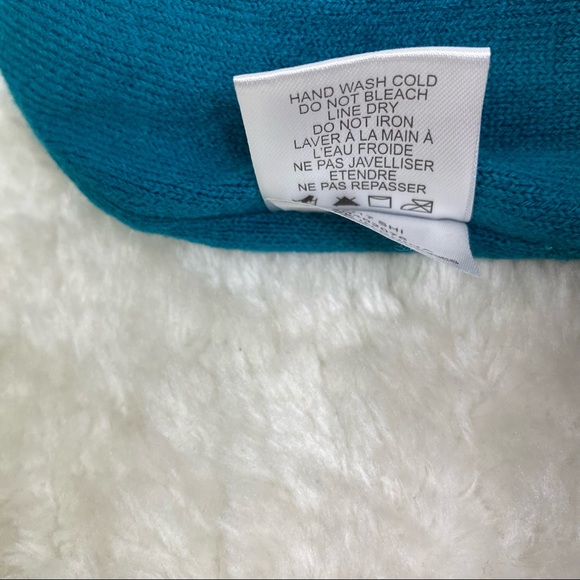 HAND WASH COLD
DO NOT BLEACH
LINE DRY
DO NOT IRON
LAVER À LA MAIN À
L'EAU FROIDE
NE PAS JAVELLISER
ETENDRE
NE PAS REPASSER